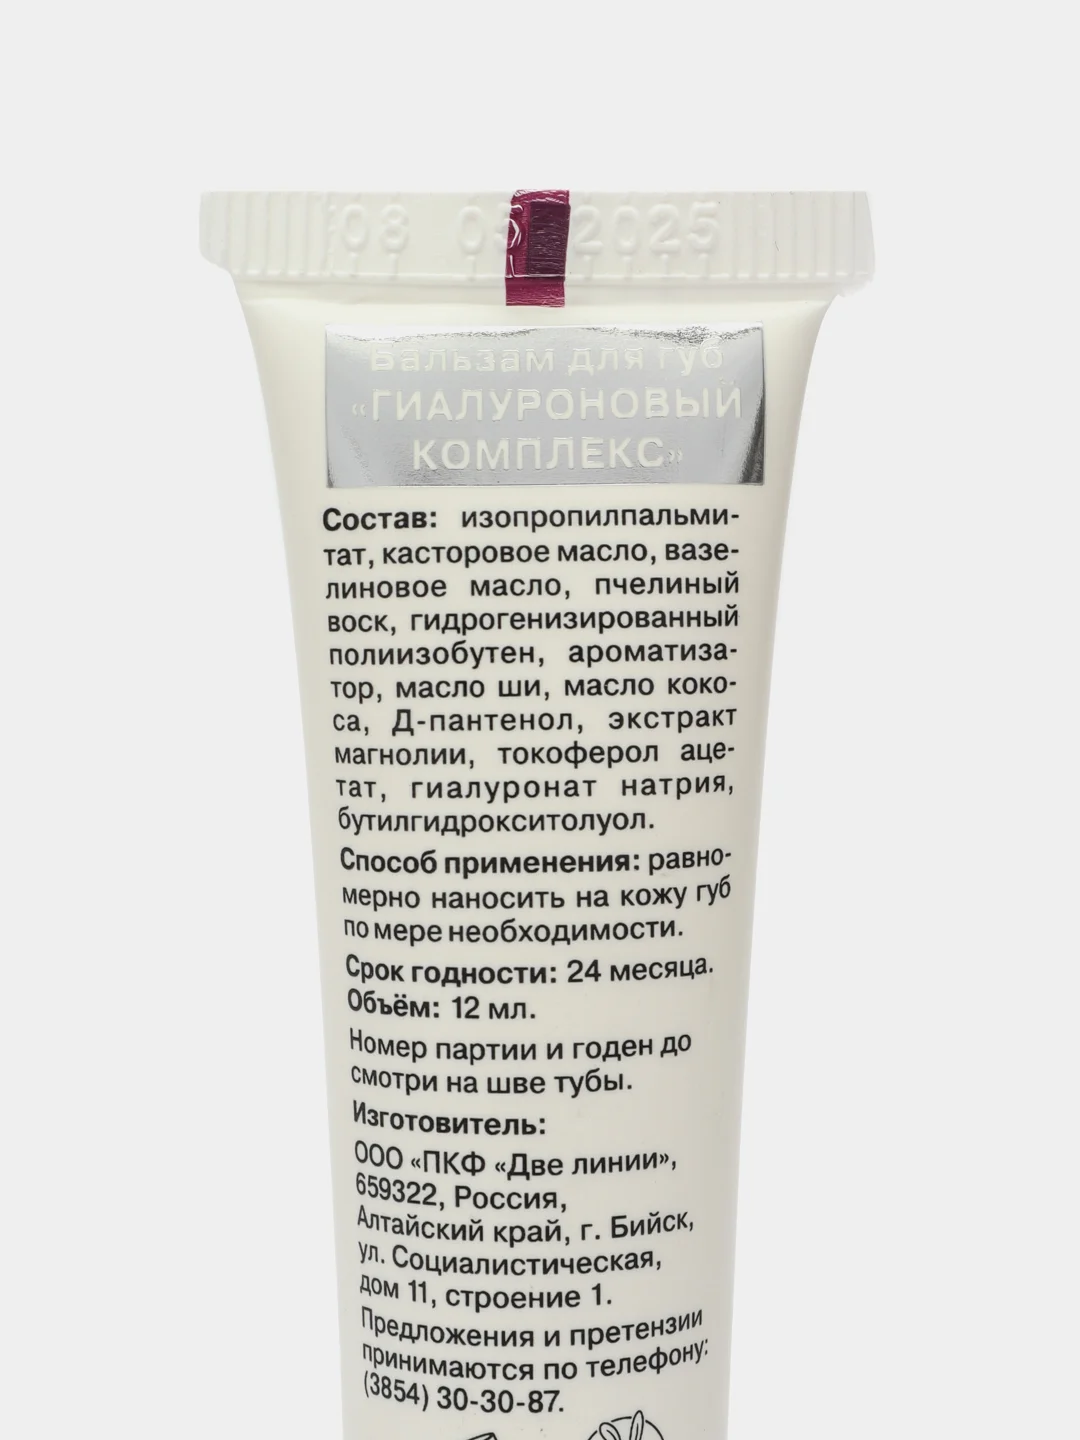 08 2025
Бальзам для губ
«ГИАЛУРОНОВЫЙ
КОМПЛЕКС»
Состав: изопропилпальми-
тат, касторовое масло, вазе-
линовое масло, пчелиный
воск, гидрогенизированный
полиизобутен, ароматиза-
тор, масло ши, масло коко-
са, Д-пантенол, экстракт
магнолии, токоферол аце-
тат, гиалуронат натрия,
бутилгидрокситолуол.
Способ применения: равно-
мерно наносить на кожу губ
по мере необходимости.
Срок годности: 24 месяца.
Объём: 12 мл.
Номер партии и годен до
смотри на шве тубы.
Изготовитель:
ООО «ПКФ «Две линии»,
659322, Россия,
Алтайский край, г. Бийск,
ул. Социалистическая,
дом 11, строение 1.
Предложения и претензии
принимаются по телефону:
(3854) 30-30-87.